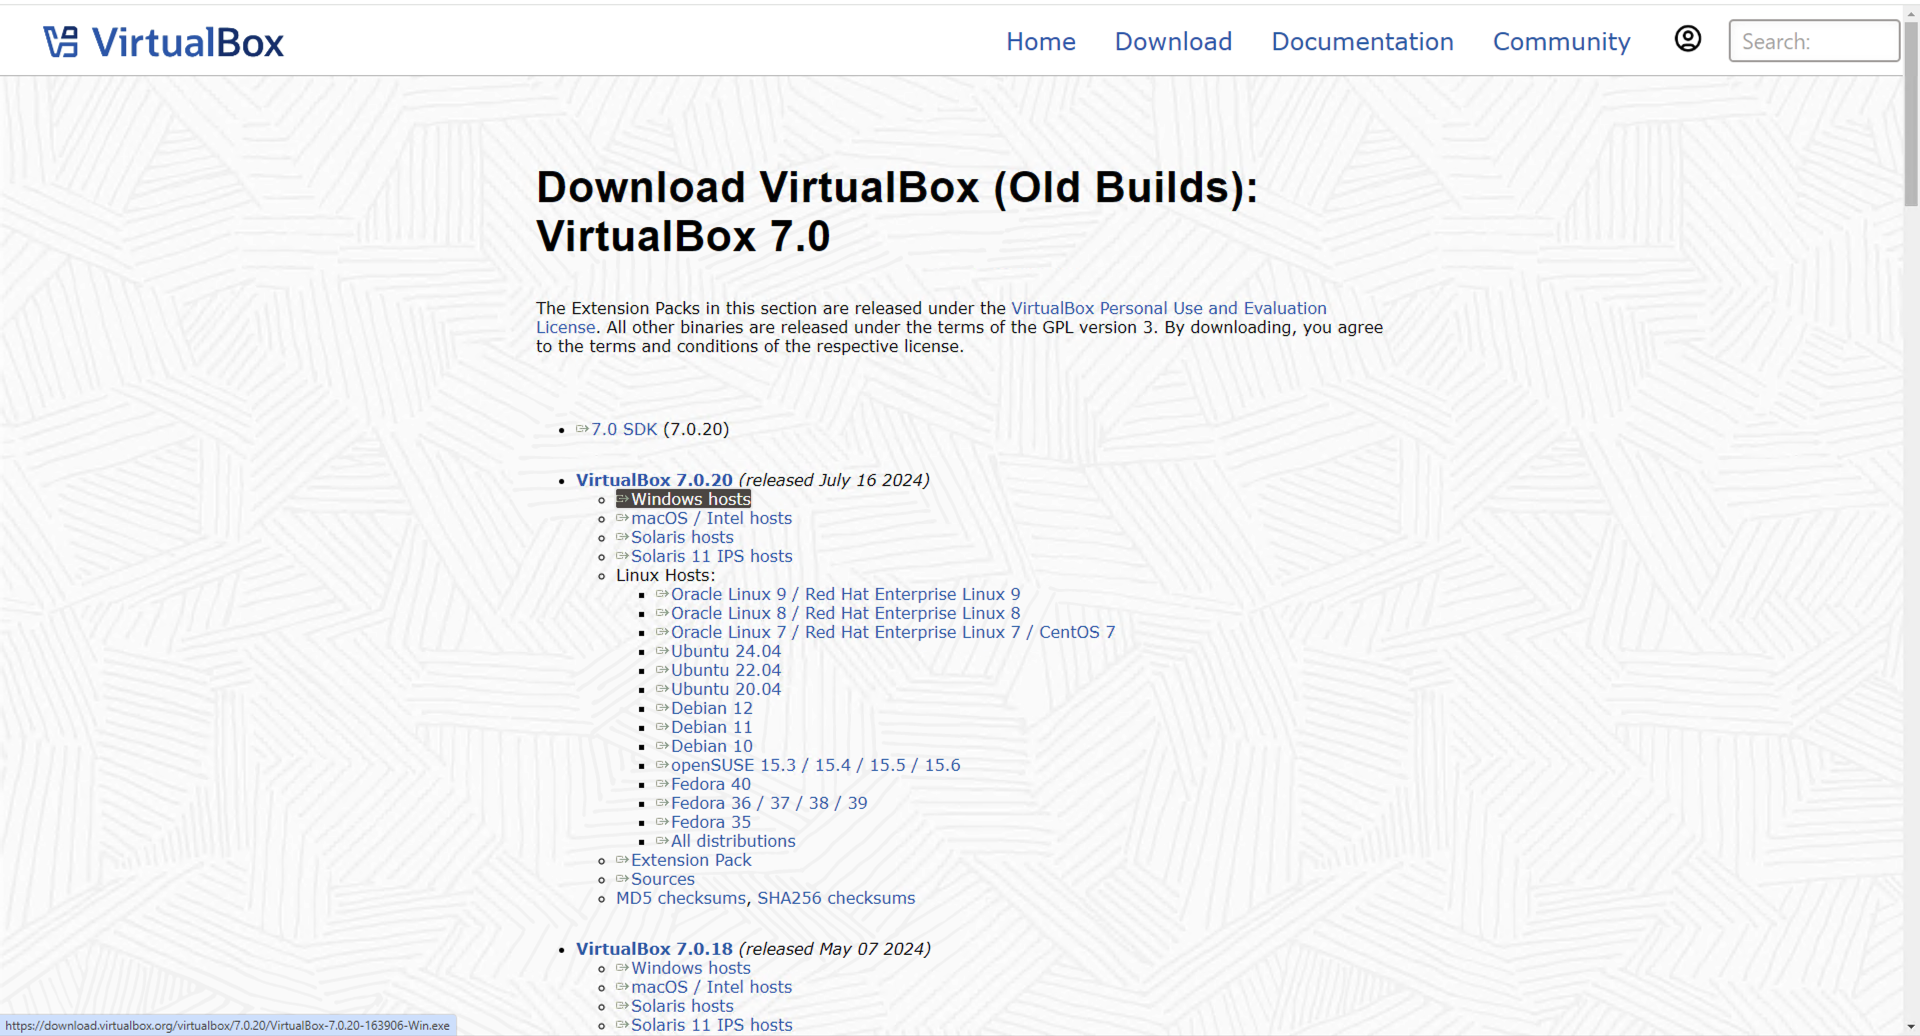 VirtualBox
Home Download Documentation Community Search:
Download VirtualBox (Old Builds):
VirtualBox 7.0
The Extension Packs in this section are released under the VirtualBox Personal Use and Evaluation
License. All other binaries are released under the terms of the GPL version 3. By downloading, you agree
to the terms and conditions of the respective license.
7.0 SDK (7.0.20)
VirtualBox 7.0.20 (released July 16 2024)
Windows hosts
macOS / Intel hosts
Solaris hosts
Solaris 11 IPS hosts
Linux Hosts:
Oracle Linux 9 / Red Hat Enterprise Linux 9
Oracle Linux 8 / Red Hat Enterprise Linux 8
Oracle Linux 7 / Red Hat Enterprise Linux 7 / CentOS 7
Ubuntu 24.04
Ubuntu 22.04
Ubuntu 20.04
Debian 12
Debian 11
Debian 10
openSUSE 15.3 / 15.4 / 15.5 / 15.6
Fedora 40
Fedora 36 / 37 / 38 / 39
Fedora 35
All distributions
Extension Pack
Sources
MD5 checksums, SHA256 checksums
VirtualBox 7.0.18 (released May 07 2024)
Windows hosts
macOS / Intel hosts
Solaris hosts
Solaris 11 IPS hosts
https://download.virtualbox.org/virtualbox/7.0.20/VirtualBox-7.0.20-163906-Win.exe